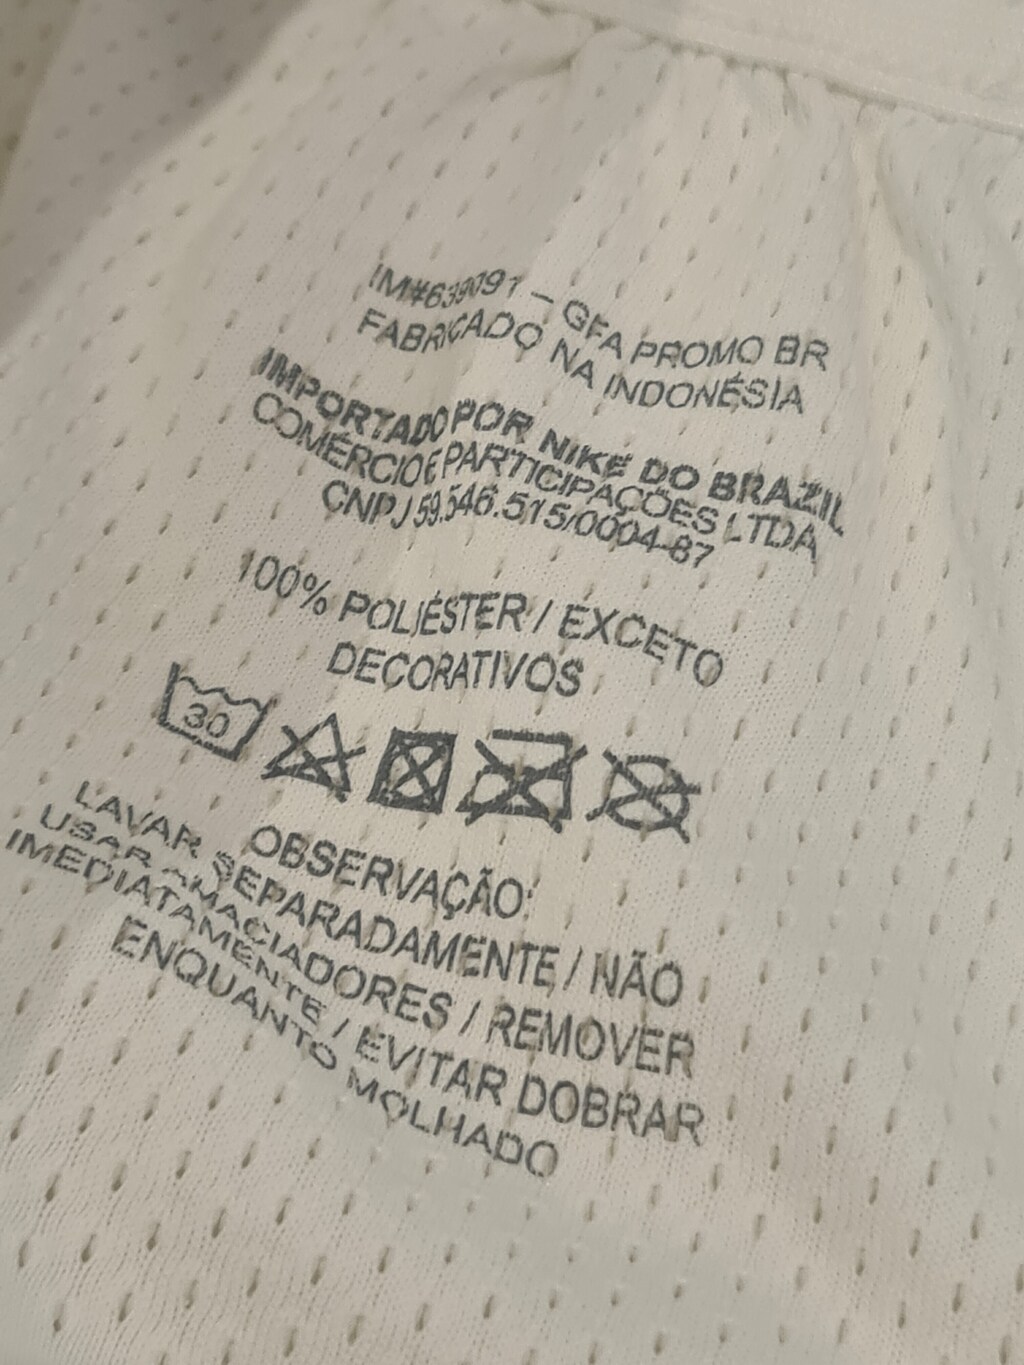 IM#639091 – GFA PROMO BR
FABRICADO NA INDONÉSIA
IMPORTADO POR NIKE DO BRAZIL
COMÉRCIO E PARTICIPAÇÕES LTDA
CNPJ 59.546.515/0004-87
100% POLIÉSTER / EXCETO
DECORATIVOS
30
OBSERVAÇÃO:
LAVAR SEPARADAMENTE / NÃO
USAR AMACIADORES / REMOVER
IMEDIATAMENTE / EVITAR DOBRAR
ENQUANTO MOLHADO